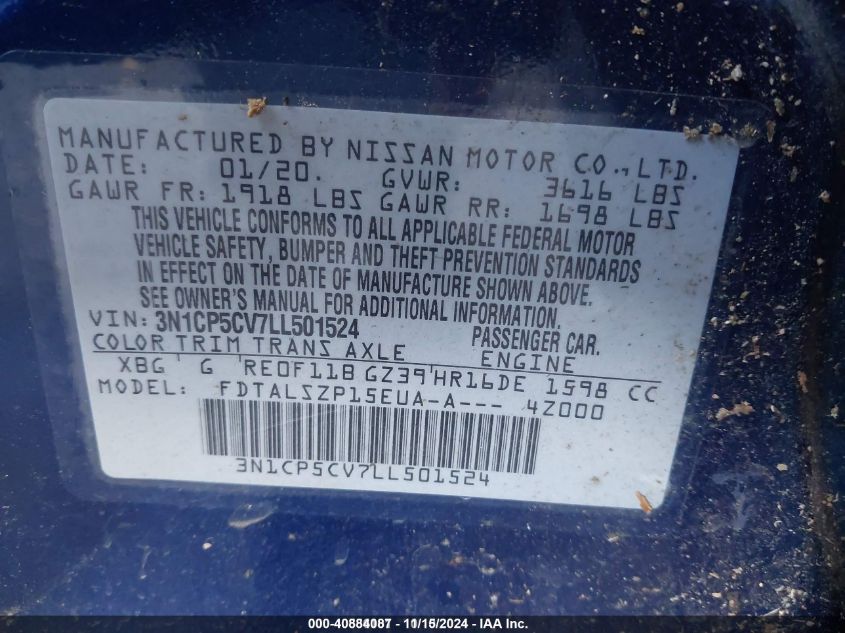 MANUFACTURED BY NISSAN MOTOR CO., LTD.
DATE: 01/20. GVWR: 3616 LBS
GAWR FR: 1918 LBS GAWR RR: 1698 LBS
THIS VEHICLE CONFORMS TO ALL APPLICABLE FEDERAL MOTOR
VEHICLE SAFETY, BUMPER AND THEFT PREVENTION STANDARDS
IN EFFECT ON THE DATE OF MANUFACTURE SHOWN ABOVE.
SEE OWNER'S MANUAL FOR ADDITIONAL INFORMATION.
VIN: 3N1CP5CV7LL501524 PASSENGER CAR.
COLOR TRIM TRANS AXLE ENGINE
XBG ' G ' RE0F11B GZ39 ' HR16DE 1598 CC
MODEL: FDTALSZP15EUA-A--- 4Z000
3N1CP5CV7LL501524
000-40884087 - 11/16/2024 - IAA Inc.